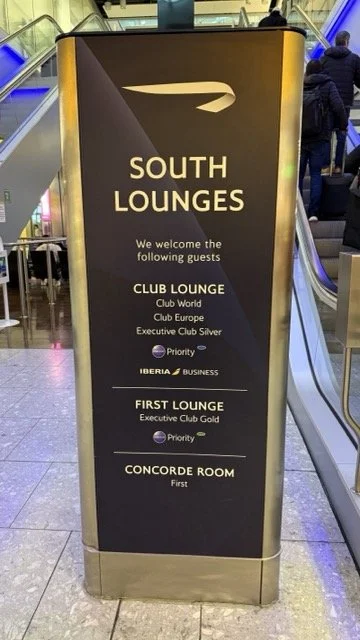 SOUTH
LOUNGES
We welcome the
following guests
CLUB LOUNGE
Club World
Club Europe
Executive Club Silver
Priority
IBERIA BUSINESS
FIRST LOUNGE
Executive Club Gold
Priority
CONCORDE ROOM
First